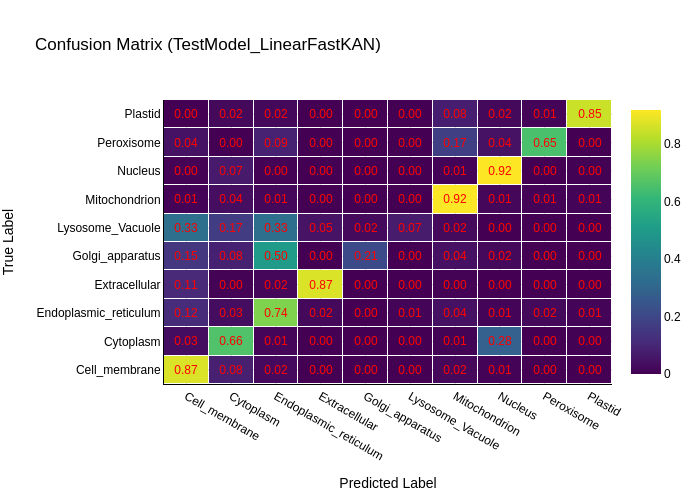 Confusion Matrix (TestModel_LinearFastKAN)
Plastid 0.00 0.02 0.02 0.00 0.00 0.00 0.08 0.02 0.01 0.85
Peroxisome 0.04 0.00 0.09 0.00 0.00 0.00 0.17 0.04 0.65 0.00
Nucleus 0.00 0.07 0.00 0.00 0.00 0.00 0.01 0.92 0.00 0.00
Mitochondrion 0.01 0.04 0.01 0.00 0.00 0.00 0.92 0.01 0.01 0.01
Lysosome_Vacuole 0.33 0.17 0.33 0.05 0.02 0.07 0.02 0.00 0.00 0.00
Golgi_apparatus 0.15 0.08 0.50 0.00 0.21 0.00 0.04 0.02 0.00 0.00
Extracellular 0.11 0.00 0.02 0.87 0.00 0.00 0.00 0.00 0.00 0.00
Endoplasmic_reticulum 0.12 0.03 0.74 0.02 0.00 0.01 0.04 0.01 0.02 0.01
Cytoplasm 0.03 0.66 0.01 0.00 0.00 0.00 0.01 0.28 0.00 0.00
Cell_membrane 0.87 0.08 0.02 0.00 0.00 0.00 0.02 0.01 0.00 0.00
True Label
Cell_membrane
Cytoplasm
Endoplasmic_reticulum
Extracellular
Golgi_apparatus
Lysosome_Vacuole
Mitochondrion
Nucleus
Peroxisome
Plastid
Predicted Label
0.8
0.6
0.4
0.2
0